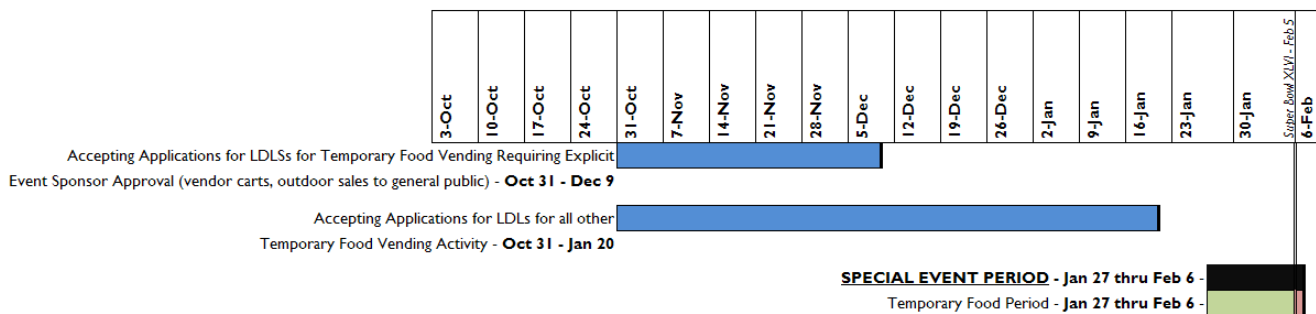 3-Oct
10-Oct
17-Oct
24-Oct
31-Oct
7-Nov
14-Nov
21-Nov
28-Nov
5-Dec
12-Dec
19-Dec
26-Dec
2-Jan
9-Jan
16-Jan
23-Jan
30-Jan
Super Bowl XLVI - Feb 5
6-Feb
Accepting Applications for LDLSs for Temporary Food Vending Requiring Explicit
Event Sponsor Approval (vendor carts, outdoor sales to general public) - Oct 31 - Dec 9
Accepting Applications for LDLs for all other
Temporary Food Vending Activity - Oct 31 - Jan 20
SPECIAL EVENT PERIOD - Jan 27 thru Feb 6 -
Temporary Food Period - Jan 27 thru Feb 6 -